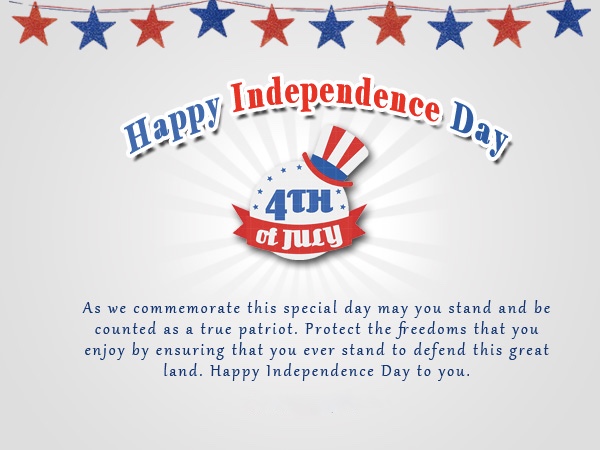 Happy Independence Day
4TH
of JULY
As we commemorate this special day may you stand and be
counted as a true patriot. Protect the freedoms that you
enjoy by ensuring that you ever stand to defend this great
land. Happy Independence Day to you.